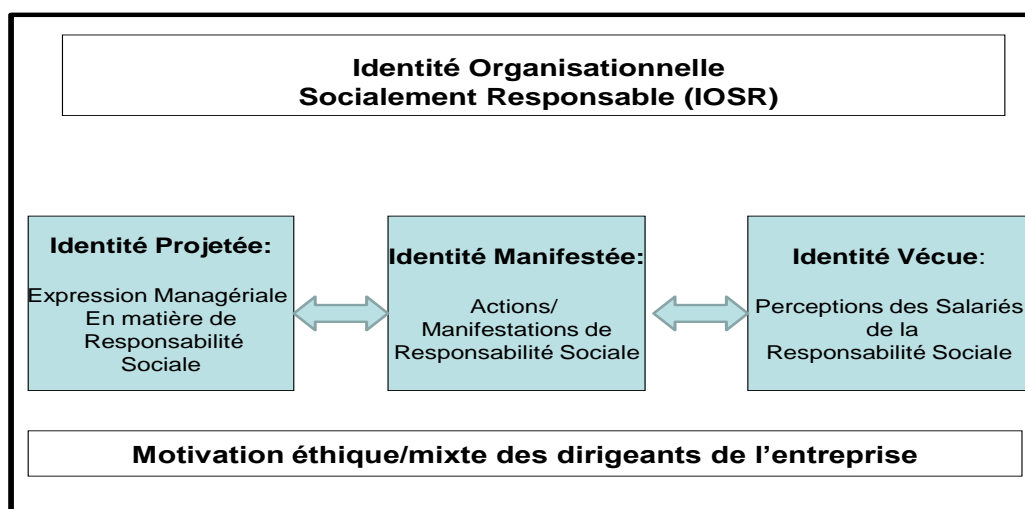 Identité Organisationnelle
Socialement Responsable (IOSR)
Identité Projetée:
Expression Managériale
En matière de
Responsabilité
Sociale
Identité Manifestée:
Actions/
Manifestations de
Responsabilité Sociale
Identité Vécue:
Perceptions des Salariés
de la
Responsabilité Sociale
Motivation éthique/mixte des dirigeants de l'entreprise